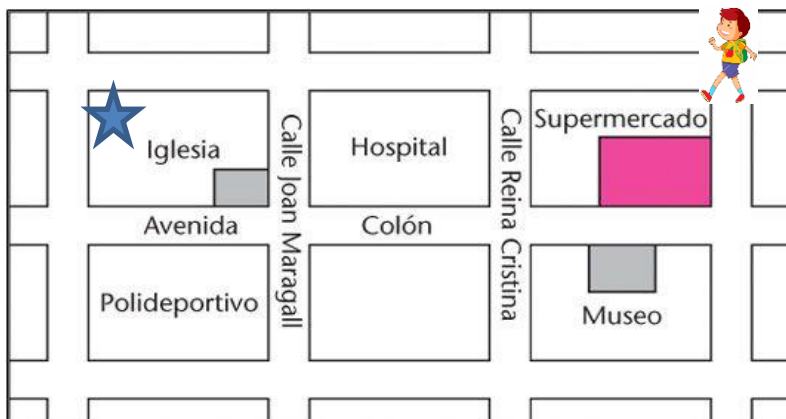 Supermercado
Iglesia
Hospital
Calle Joan Maragall
Calle Reina Cristina
Avenida Colón
Polideportivo
Museo